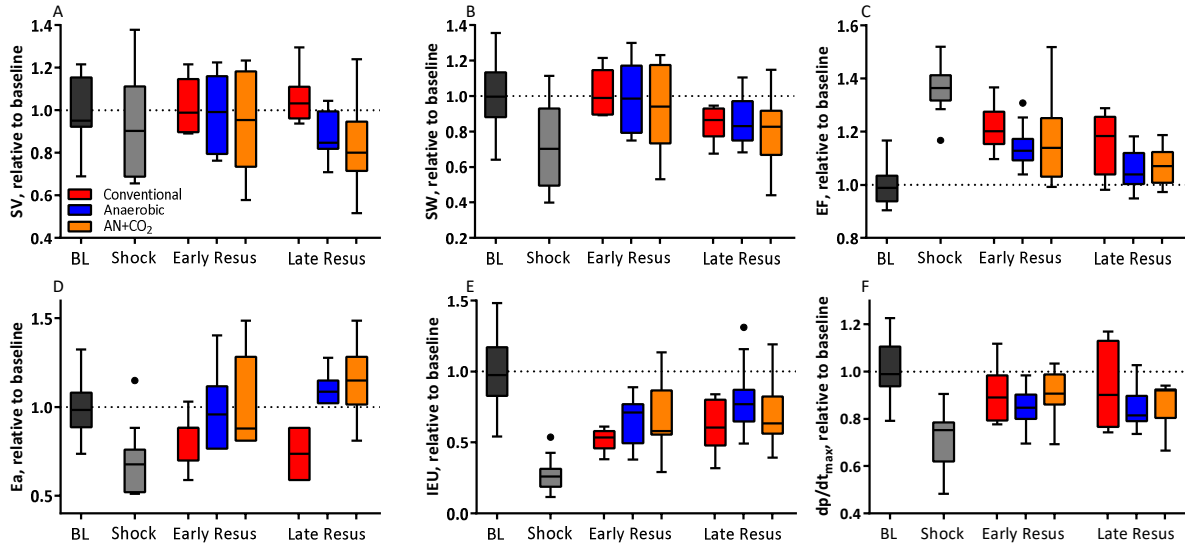 A
SV, relative to baseline
1.4
1.2
1.0
0.8
0.6
0.4
Conventional
Anaerobic
AN+CO₂
BL Shock Early Resus Late Resus
B
SW, relative to baseline
1.4
1.2
1.0
0.8
0.6
0.4
0.2
BL Shock Early Resus Late Resus
C
EF, relative to baseline
1.6
1.4
1.2
1.0
0.8
BL Shock Early Resus Late Resus
D
Ea, relative to baseline
1.5
1.0
0.5
BL Shock Early Resus Late Resus
E
IEU, relative to baseline
1.5
1.0
0.5
0.0
BL Shock Early Resus Late Resus
F
dp/dtmax, relative to baseline
1.2
1.0
0.8
0.6
0.4
BL Shock Early Resus Late Resus